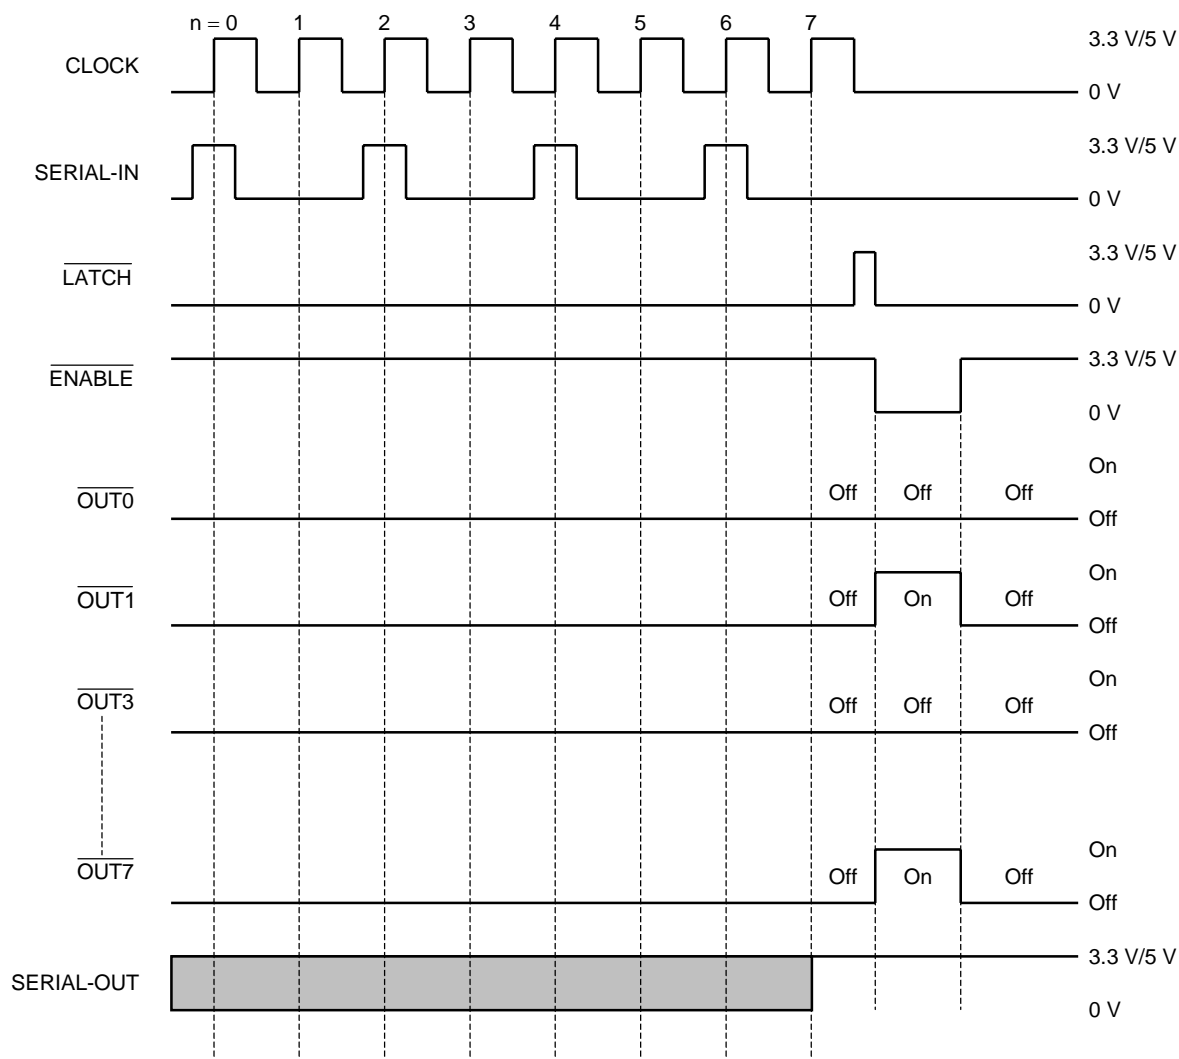 n = 0 1 2 3 4 5 6 7
3.3 V/5 V
CLOCK
0 V
3.3 V/5 V
SERIAL-IN
0 V
3.3 V/5 V
LATCH
0 V
3.3 V/5 V
ENABLE
0 V
On
OUT0 Off Off Off
Off
On
OUT1 Off On Off
Off
On
OUT3 Off Off Off
Off
On
OUT7 Off On Off
Off
3.3 V/5 V
SERIAL-OUT
0 V